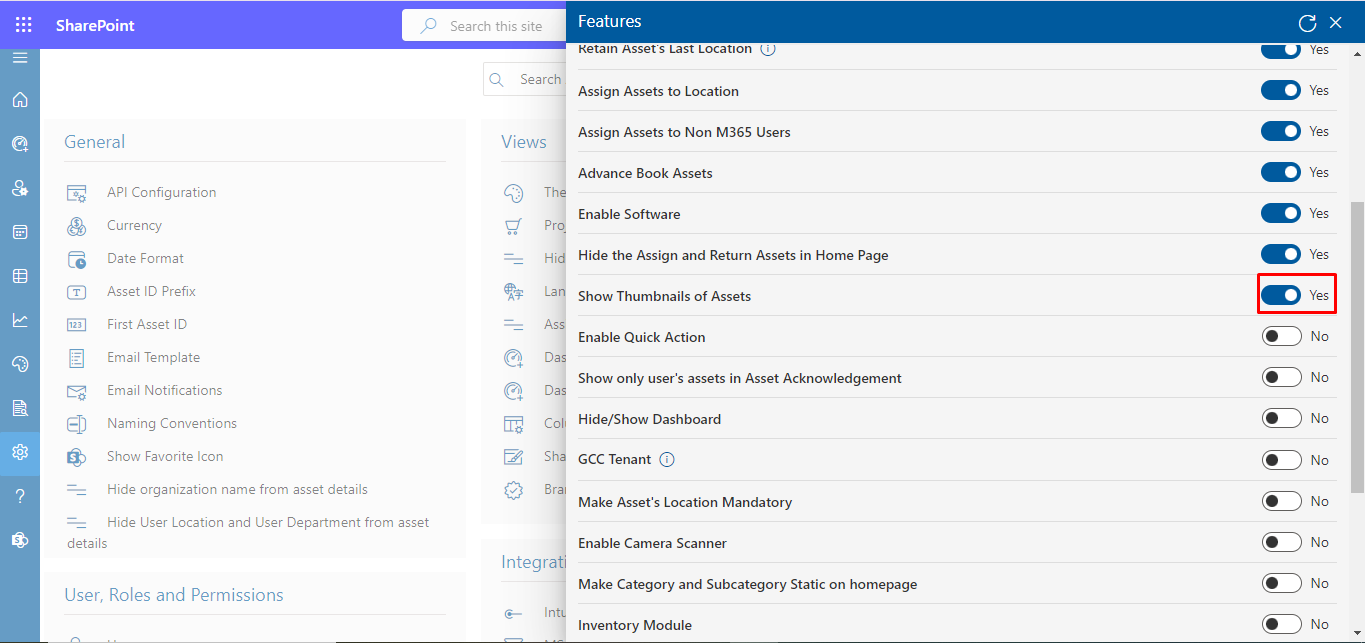 SharePoint
Search this site
Search
General
API Configuration
Currency
Date Format
Asset ID Prefix
123
First Asset ID
Email Template
Email Notifications
Naming Conventions
Show Favorite Icon
Hide organization name from asset details
Hide User Location and User Department from asset
details
User, Roles and Permissions
Views
The
Proj
Hid
Lan
Ass
Das
Das
Colu
Sha
Bran
Integrati
Intu
Features
Retain Asset's Last Location Yes
Assign Assets to Location Yes
Assign Assets to Non M365 Users Yes
Advance Book Assets Yes
Enable Software Yes
Hide the Assign and Return Assets in Home Page Yes
Show Thumbnails of Assets Yes
Enable Quick Action No
Show only user's assets in Asset Acknowledgement No
Hide/Show Dashboard No
GCC Tenant No
Make Asset's Location Mandatory No
Enable Camera Scanner No
Make Category and Subcategory Static on homepage No
Inventory Module No